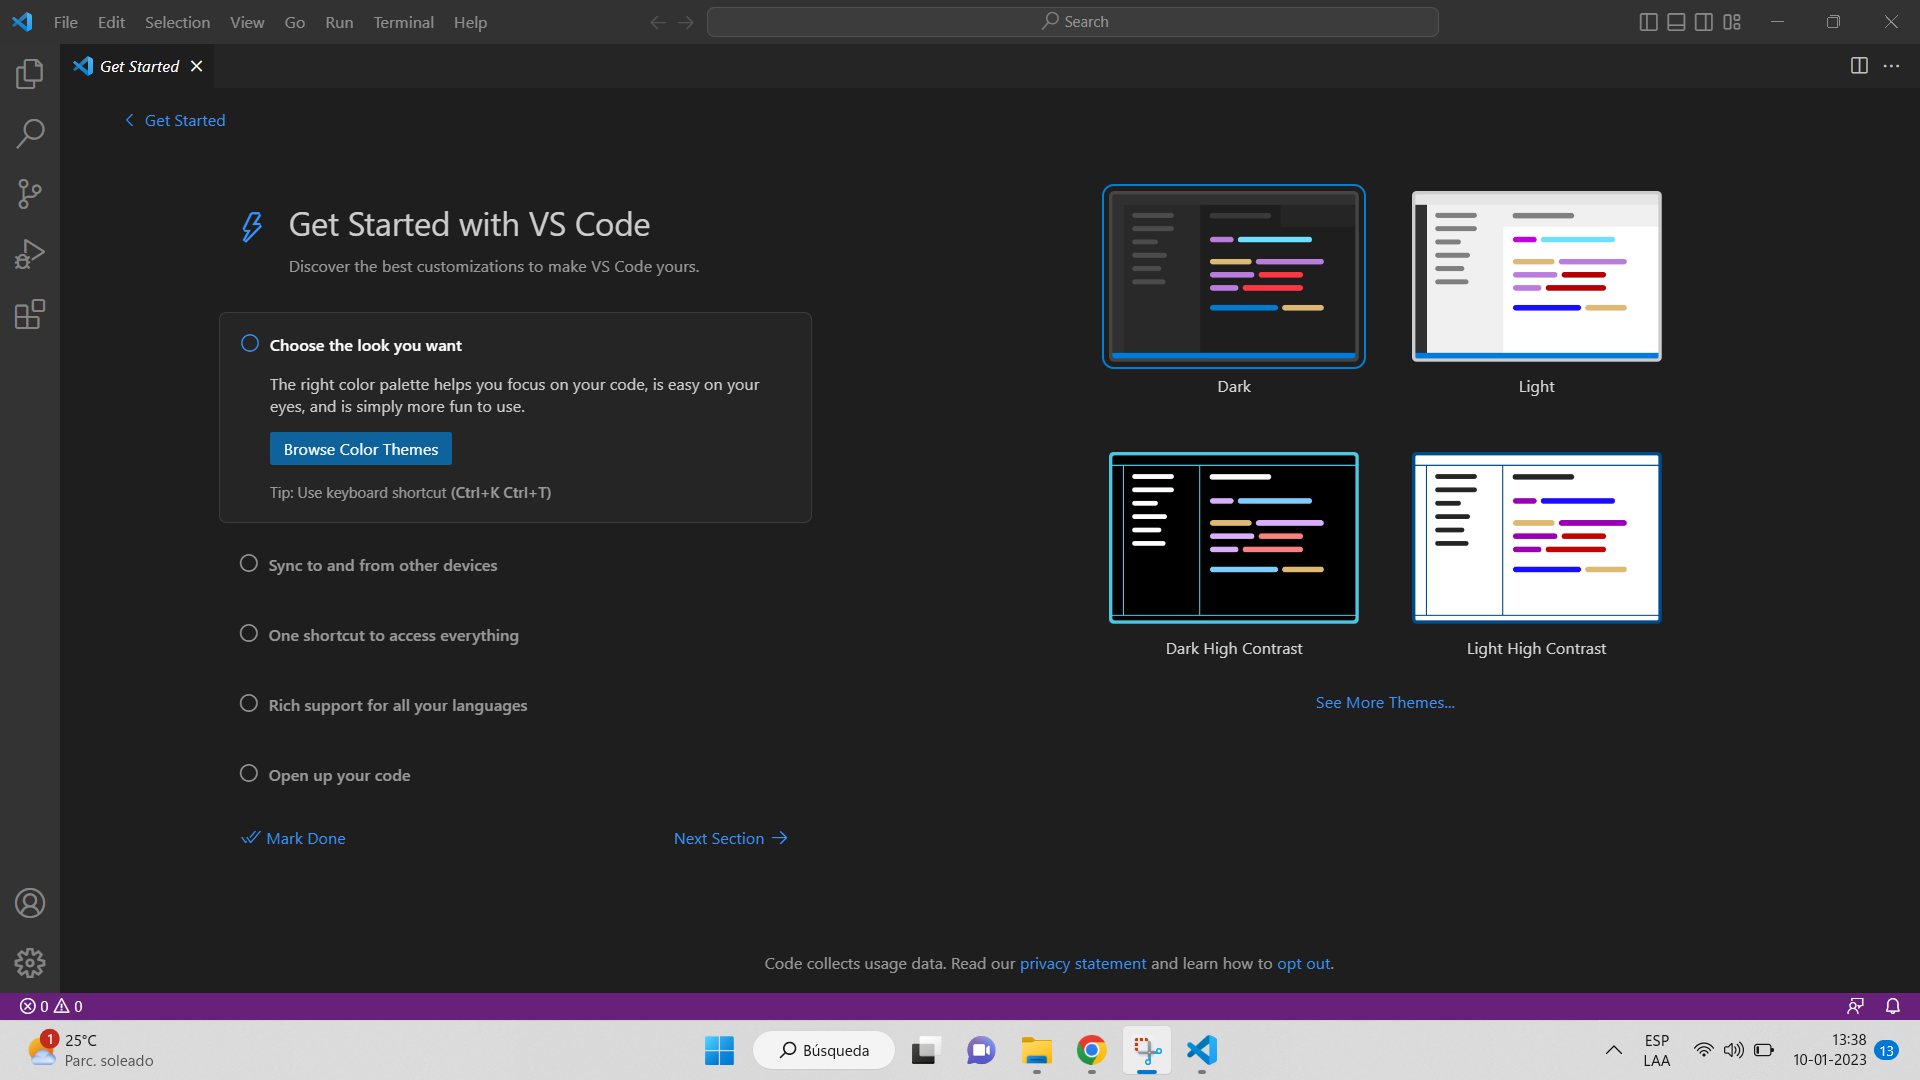 File Edit Selection View Go Run Terminal Help
Search
Get Started
Get Started
Get Started with VS Code
Discover the best customizations to make VS Code yours.
Choose the look you want
The right color palette helps you focus on your code, is easy on your
eyes, and is simply more fun to use.
Browse Color Themes
Tip: Use keyboard shortcut (Ctrl+K Ctrl+T)
Sync to and from other devices
One shortcut to access everything
Rich support for all your languages
Open up your code
Mark Done
Next Section
Dark
Light
Dark High Contrast
Light High Contrast
See More Themes...
Code collects usage data. Read our privacy statement and learn how to opt out.
0 0
1
25°C
Parc. soleado
Búsqueda
ESP
LAA
13:38
10-01-2023
13